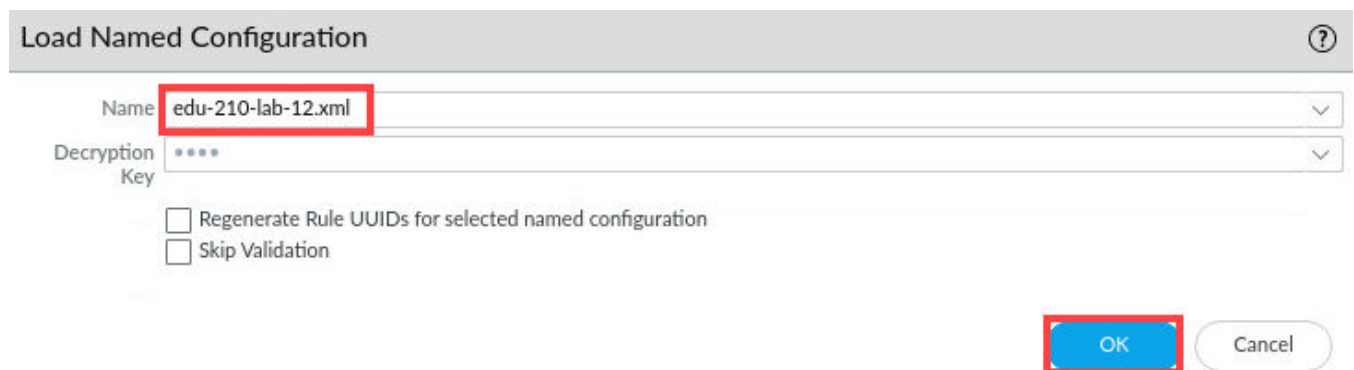 Load Named Configuration ?
Name edu-210-lab-12.xml
Decryption ••••
Key
Regenerate Rule UUIDs for selected named configuration
Skip Validation
OK Cancel